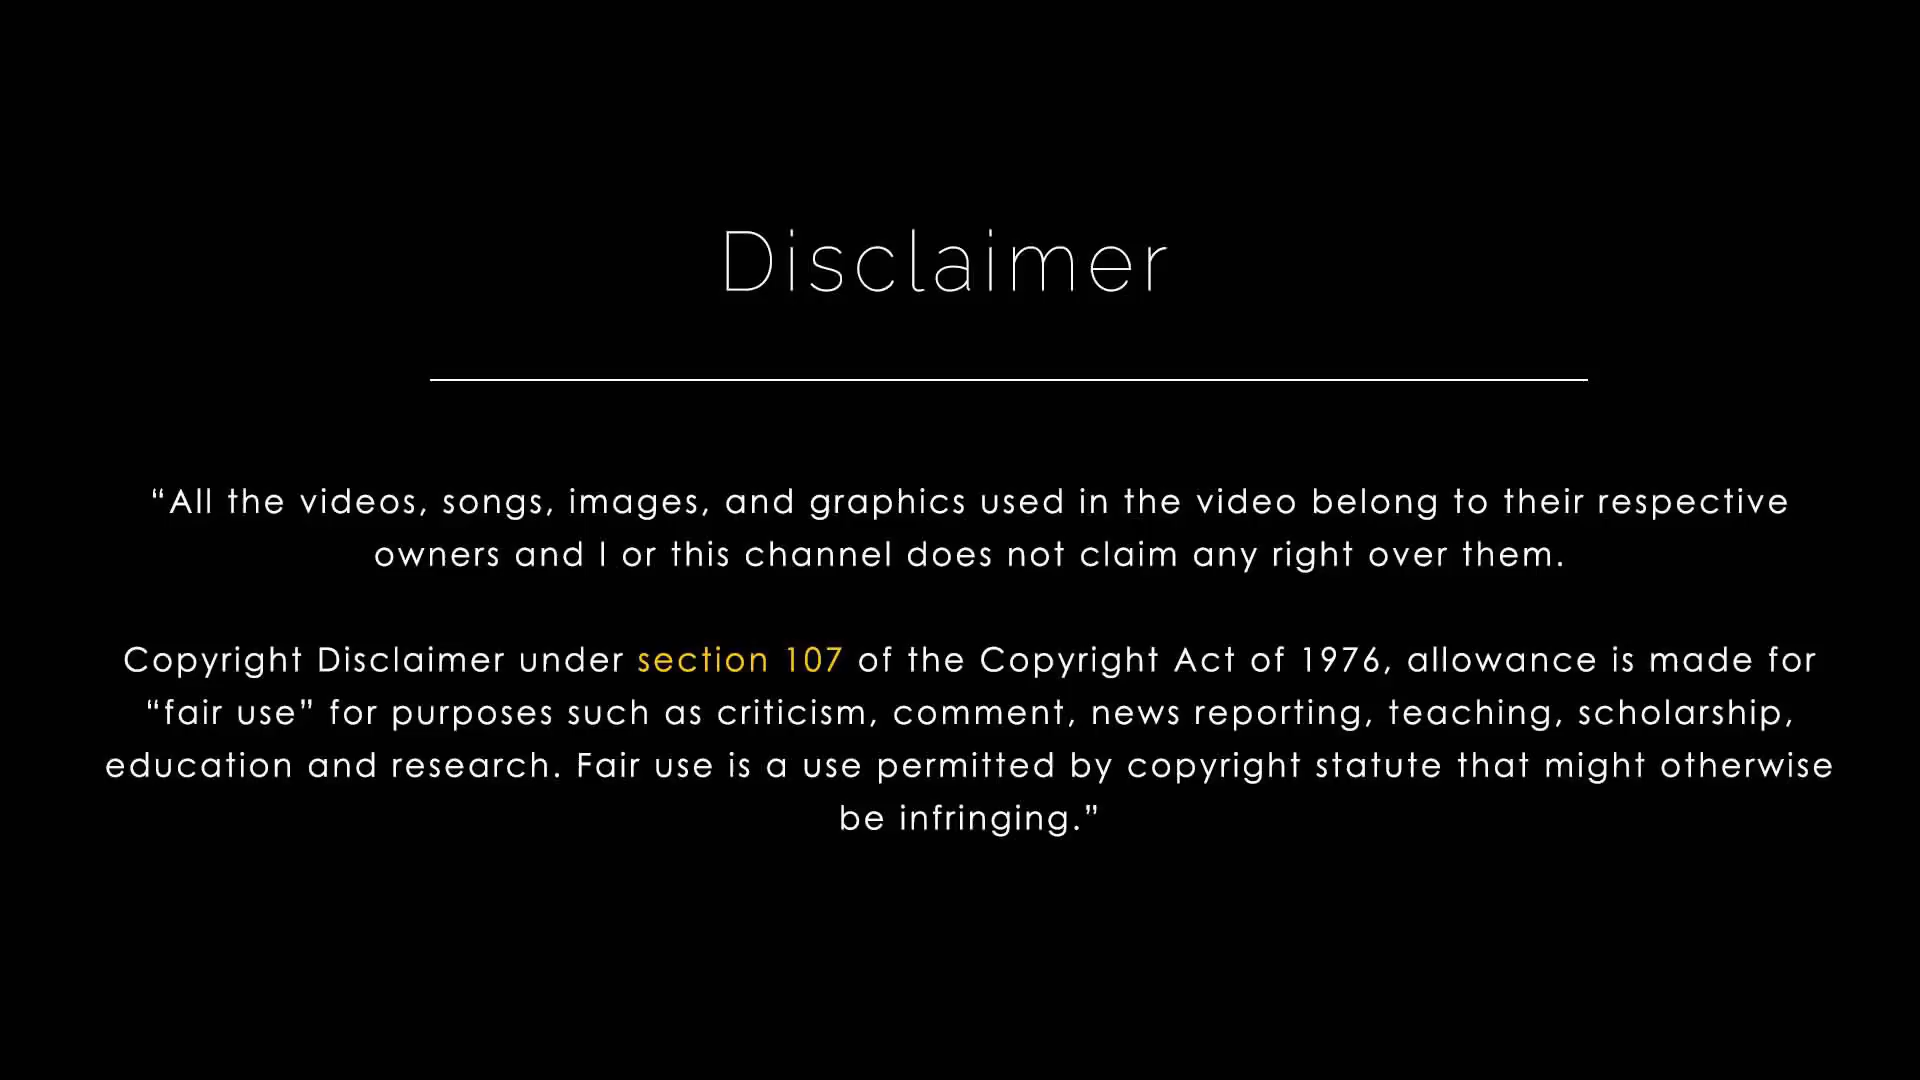 Disclaimer
“All the videos, songs, images, and graphics used in the video belong to their respective
owners and I or this channel does not claim any right over them.
Copyright Disclaimer under section 107 of the Copyright Act of 1976, allowance is made for
“fair use” for purposes such as criticism, comment, news reporting, teaching, scholarship,
education and research. Fair use is a use permitted by copyright statute that might otherwise
be infringing.”